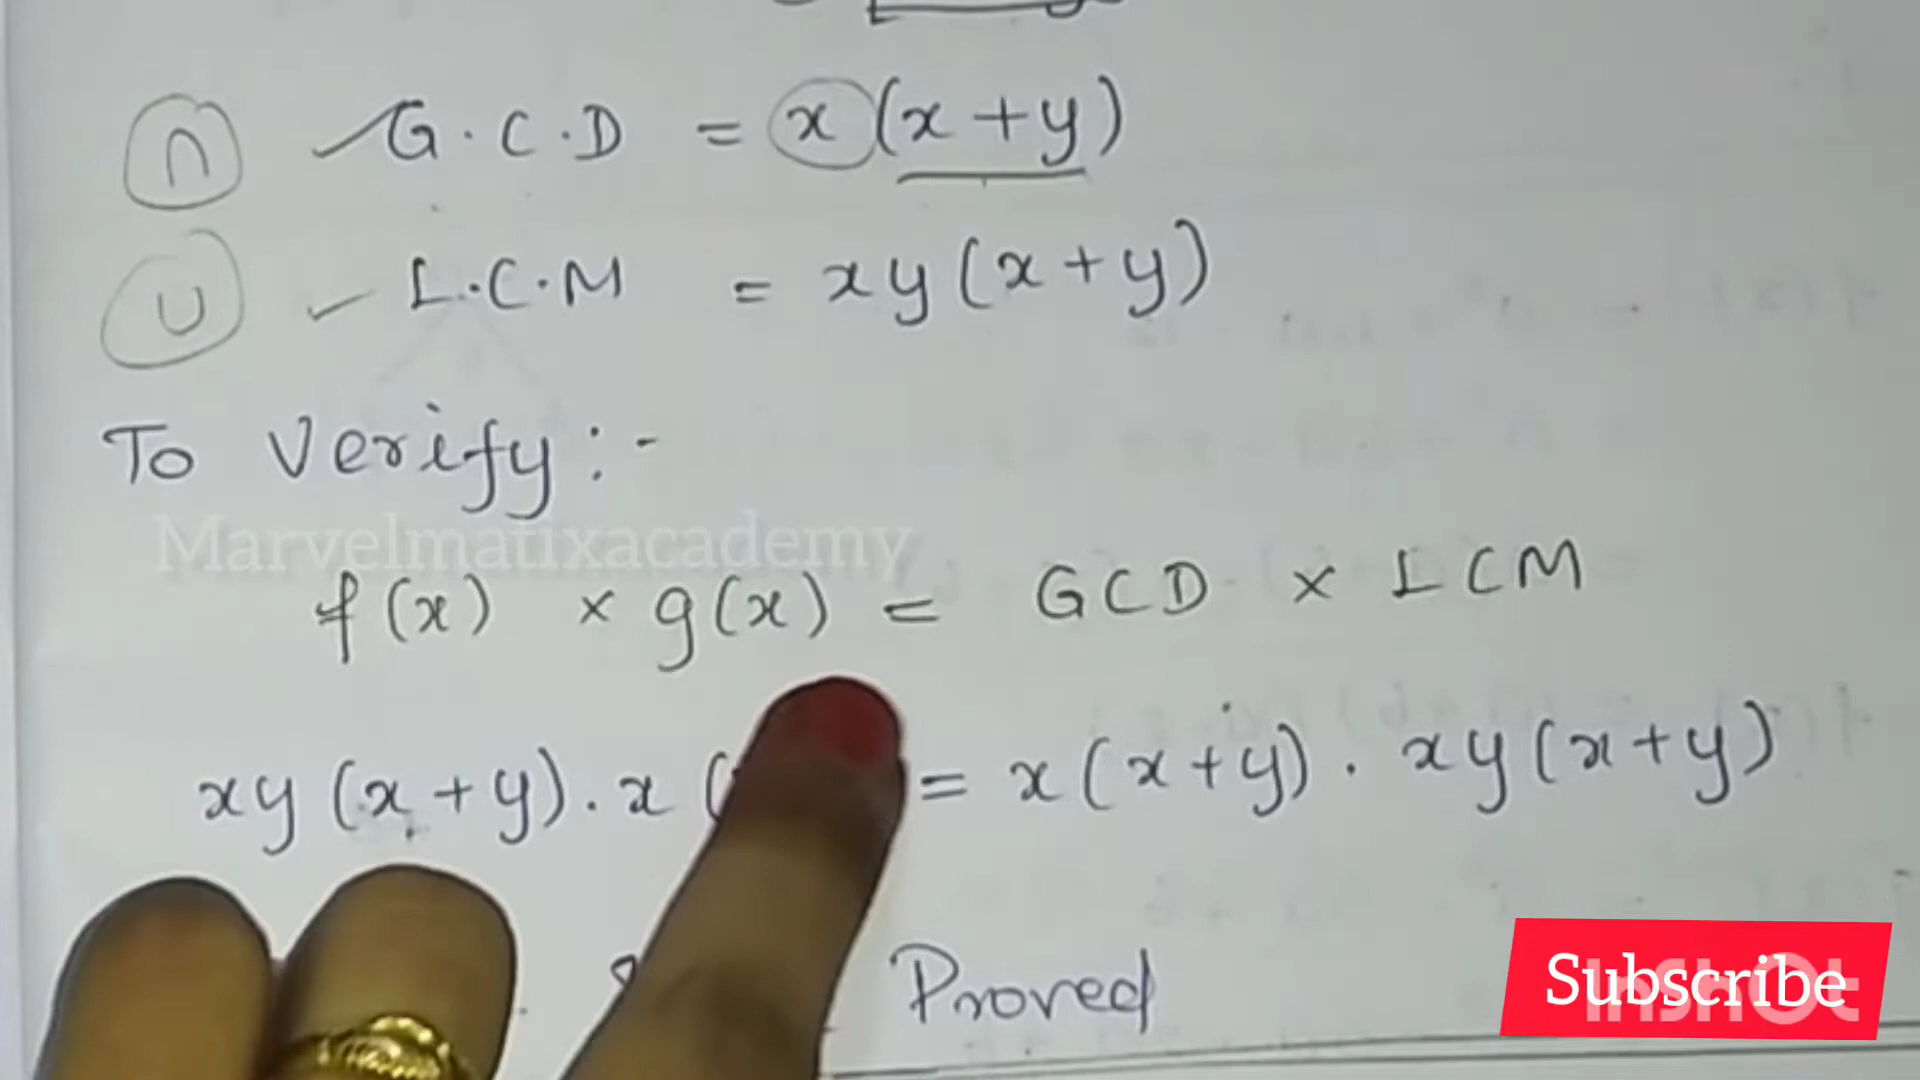 ∩ G.C.D = x(x+y)
∪ L.C.M = xy(x+y)
To Verify:-
Marvelmatixacademy
f(x) × g(x) = GCD × LCM
xy(x+y).x( = x(x+y).xy(x+y)
Proved
Subscribe
InShOt